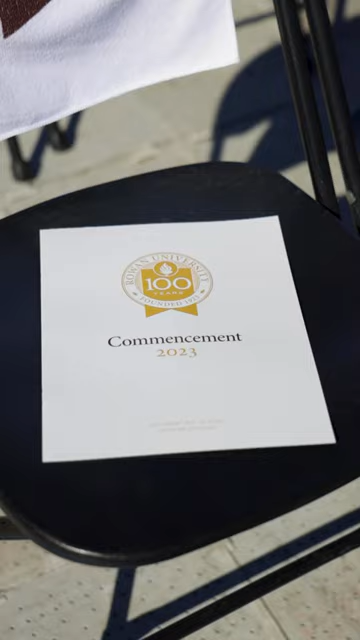 ROWAN UNIVERSITY
100
YEARS
FOUNDED 1923
Commencement
2023